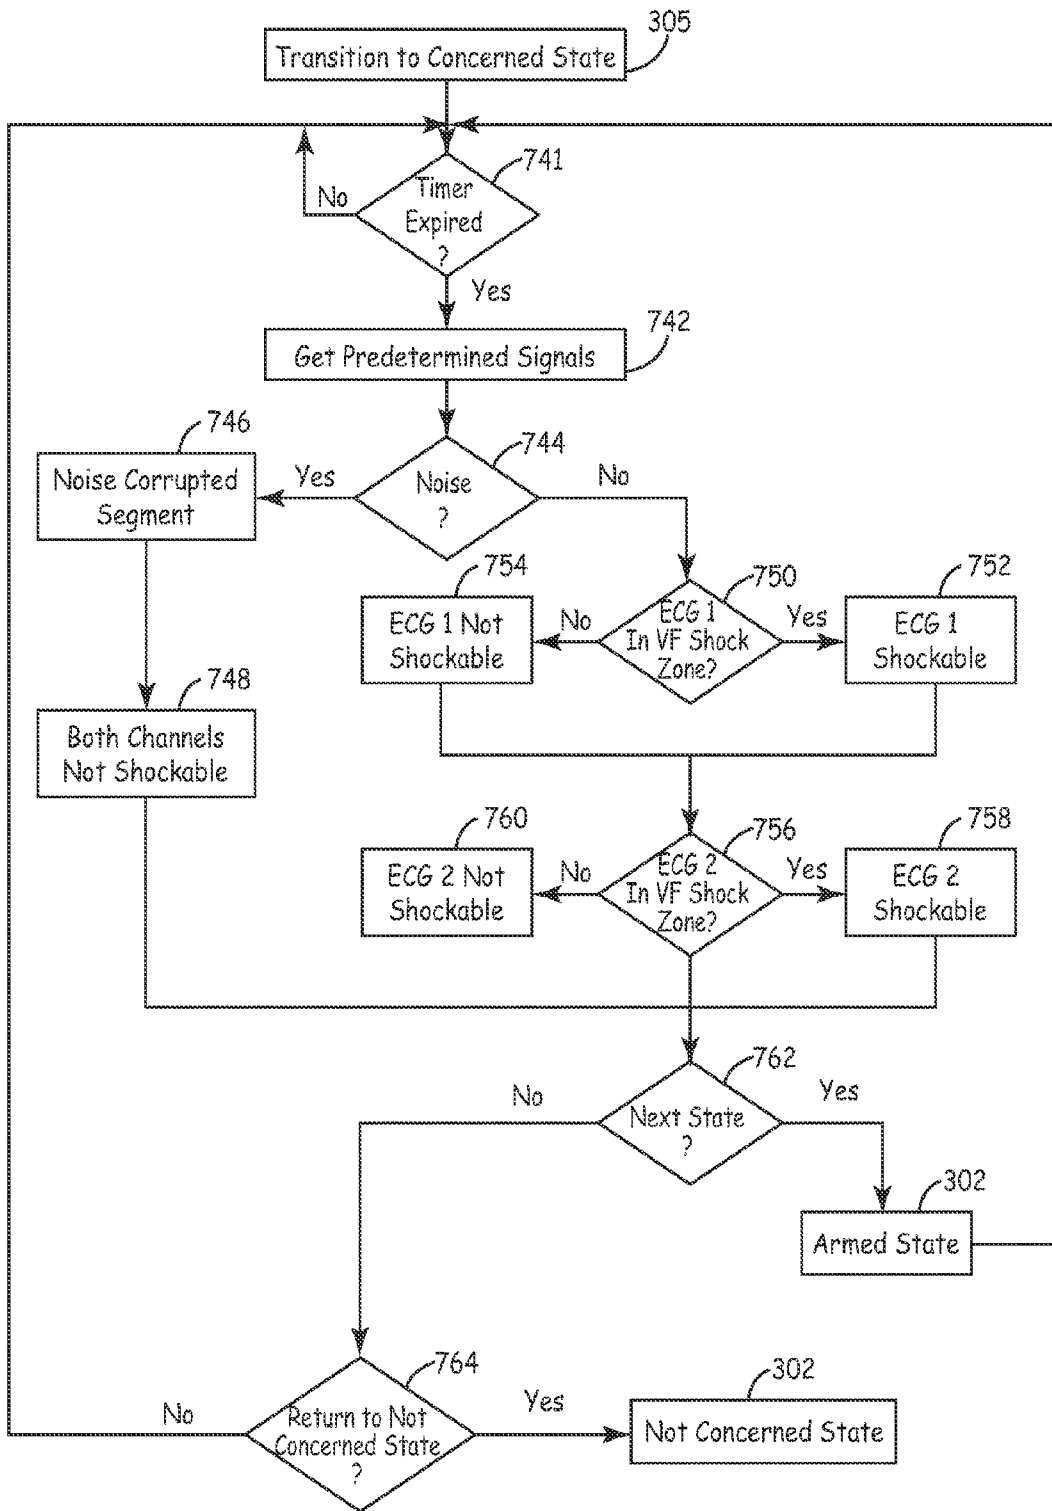 305
Transition to Concerned State
741
Timer
Expired
?
No
Yes
742
Get Predetermined Signals
746
744
Noise Corrupted
Segment
Yes
Noise
?
No
754
750
752
ECG 1 Not
Shockable
No
ECG 1
In VF Shock
Zone?
Yes
ECG 1
Shockable
748
Both Channels
Not Shockable
760
756
758
ECG 2 Not
Shockable
No
ECG 2
In VF Shock
Zone?
Yes
ECG 2
Shockable
762
No
Yes
Next State
?
302
Armed State
764
302
No
Return to Not
Concerned State
?
Yes
Not Concerned State